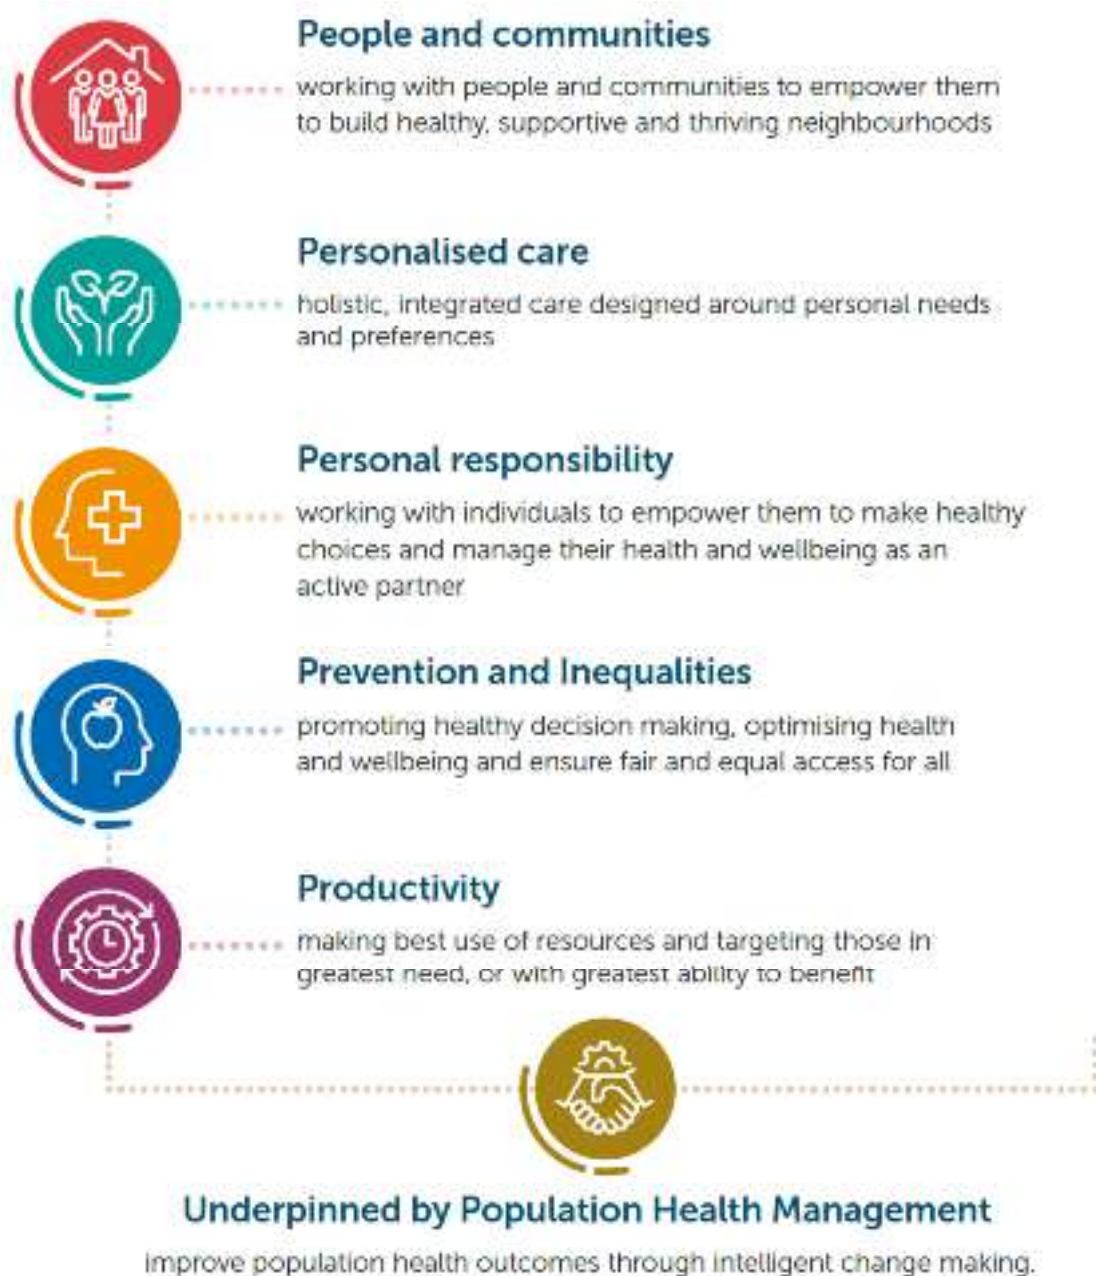 People and communities
working with people and communities to empower them
to build healthy, supportive and thriving neighbourhoods
Personalised care
holistic, integrated care designed around personal needs
and preferences
Personal responsibility
working with individuals to empower them to make healthy
choices and manage their health and wellbeing as an
active partner
Prevention and Inequalities
promoting healthy decision making, optimising health
and wellbeing and ensure fair and equal access for all
Productivity
making best use of resources and targeting those in
greatest need, or with greatest ability to benefit
Underpinned by Population Health Management
improve population health outcomes through intelligent change making.